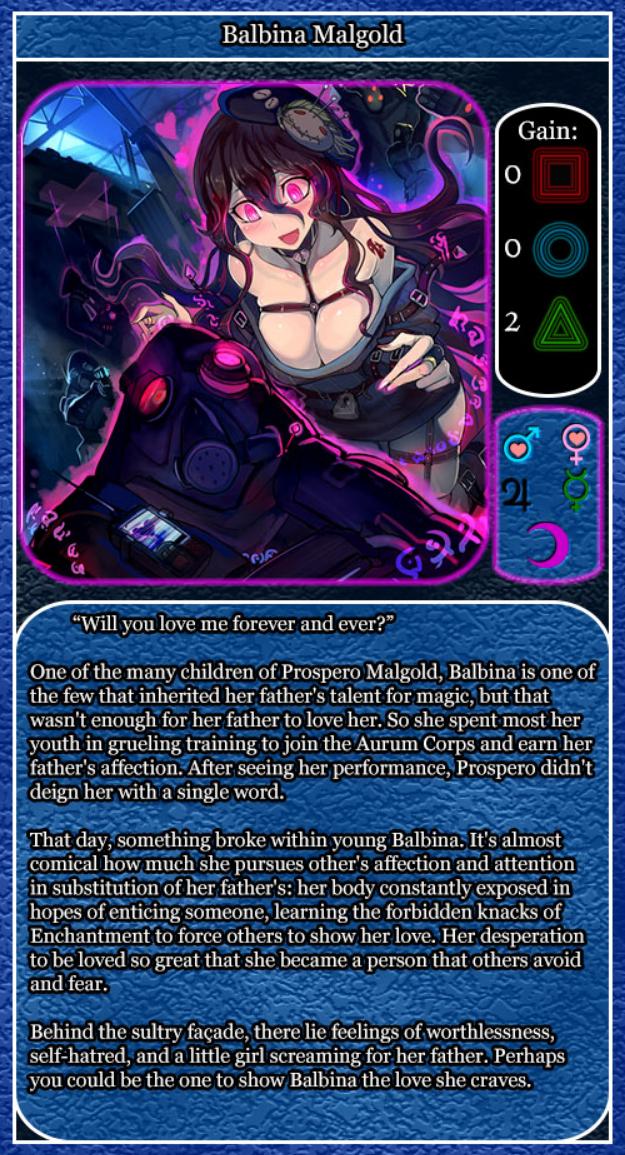 Balbina Malgold
Gain:
0
0
2
“Will you love me forever and ever?”
One of the many children of Prospero Malgold, Balbina is one of
the few that inherited her father's talent for magic, but that
wasn't enough for her father to love her. So she spent most her
youth in grueling training to join the Aurum Corps and earn her
father's affection. After seeing her performance, Prospero didn't
deign her with a single word.
That day, something broke within young Balbina. It's almost
comical how much she pursues other's affection and attention
in substitution of her father's: her body constantly exposed in
hopes of enticing someone, learning the forbidden knacks of
Enchantment to force others to show her love. Her desperation
to be loved so great that she became a person that others avoid
and fear.
Behind the sultry façade, there lie feelings of worthlessness,
self-hatred, and a little girl screaming for her father. Perhaps
you could be the one to show Balbina the love she craves.